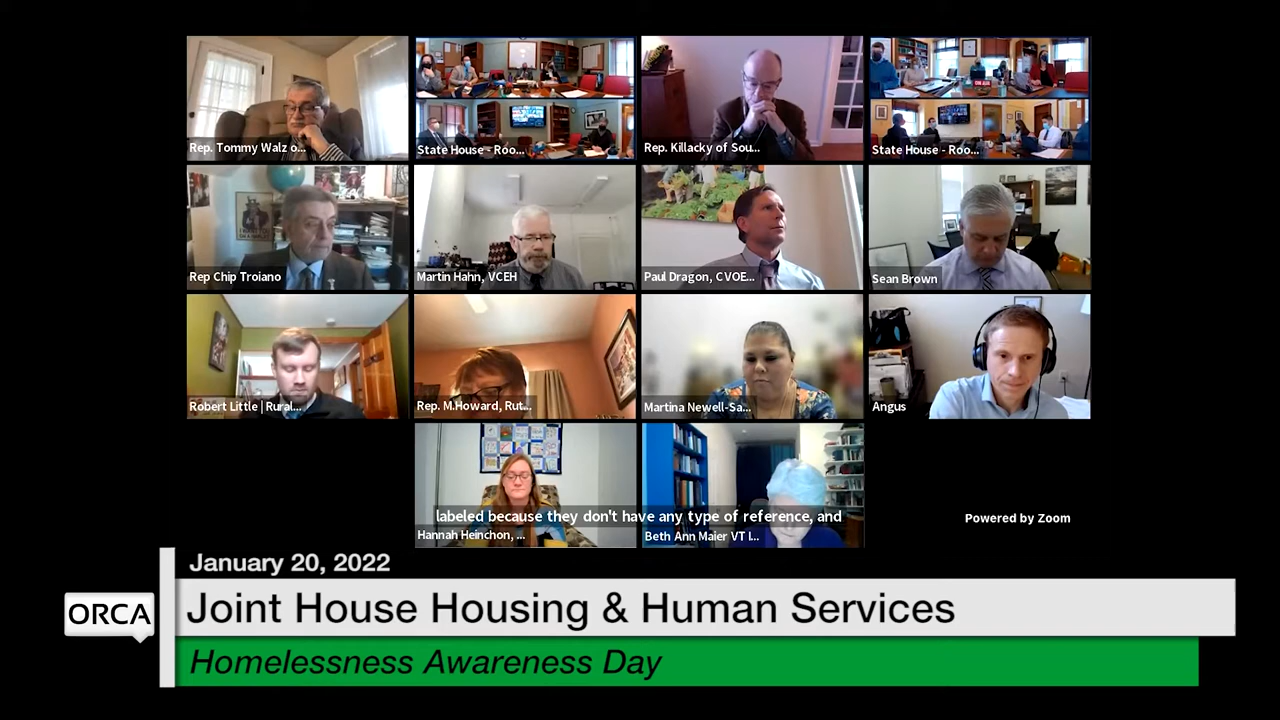 Rep. Tommy Walz o...
State House - Roo...
Rep. Killacky of Sou...
State House - Roo...
Rep Chip Troiano
Martin Hahn, VCEH
Paul Dragon, CVOE...
Sean Brown
Robert Little | Rural...
Rep. M.Howard, Rut...
Martina Newell-Sa...
Angus
labeled because they don't have any type of reference, and
Hannah Heinchon, ...
Beth Ann Maier VT I...
Powered by Zoom
January 20, 2022
ORCA
Joint House Housing & Human Services
Homelessness Awareness Day